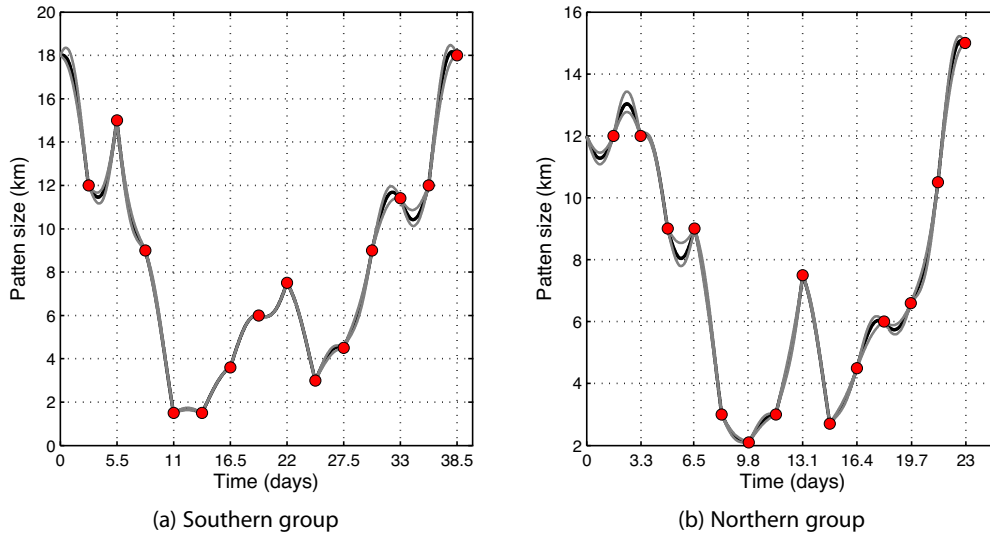 20
18
16
14
12
10
8
6
4
2
0
Patten size (km)
0 5.5 11 16.5 22 27.5 33 38.5
Time (days)
(a) Southern group
16
14
12
10
8
6
4
2
Patten size (km)
0 3.3 6.5 9.8 13.1 16.4 19.7 23
Time (days)
(b) Northern group